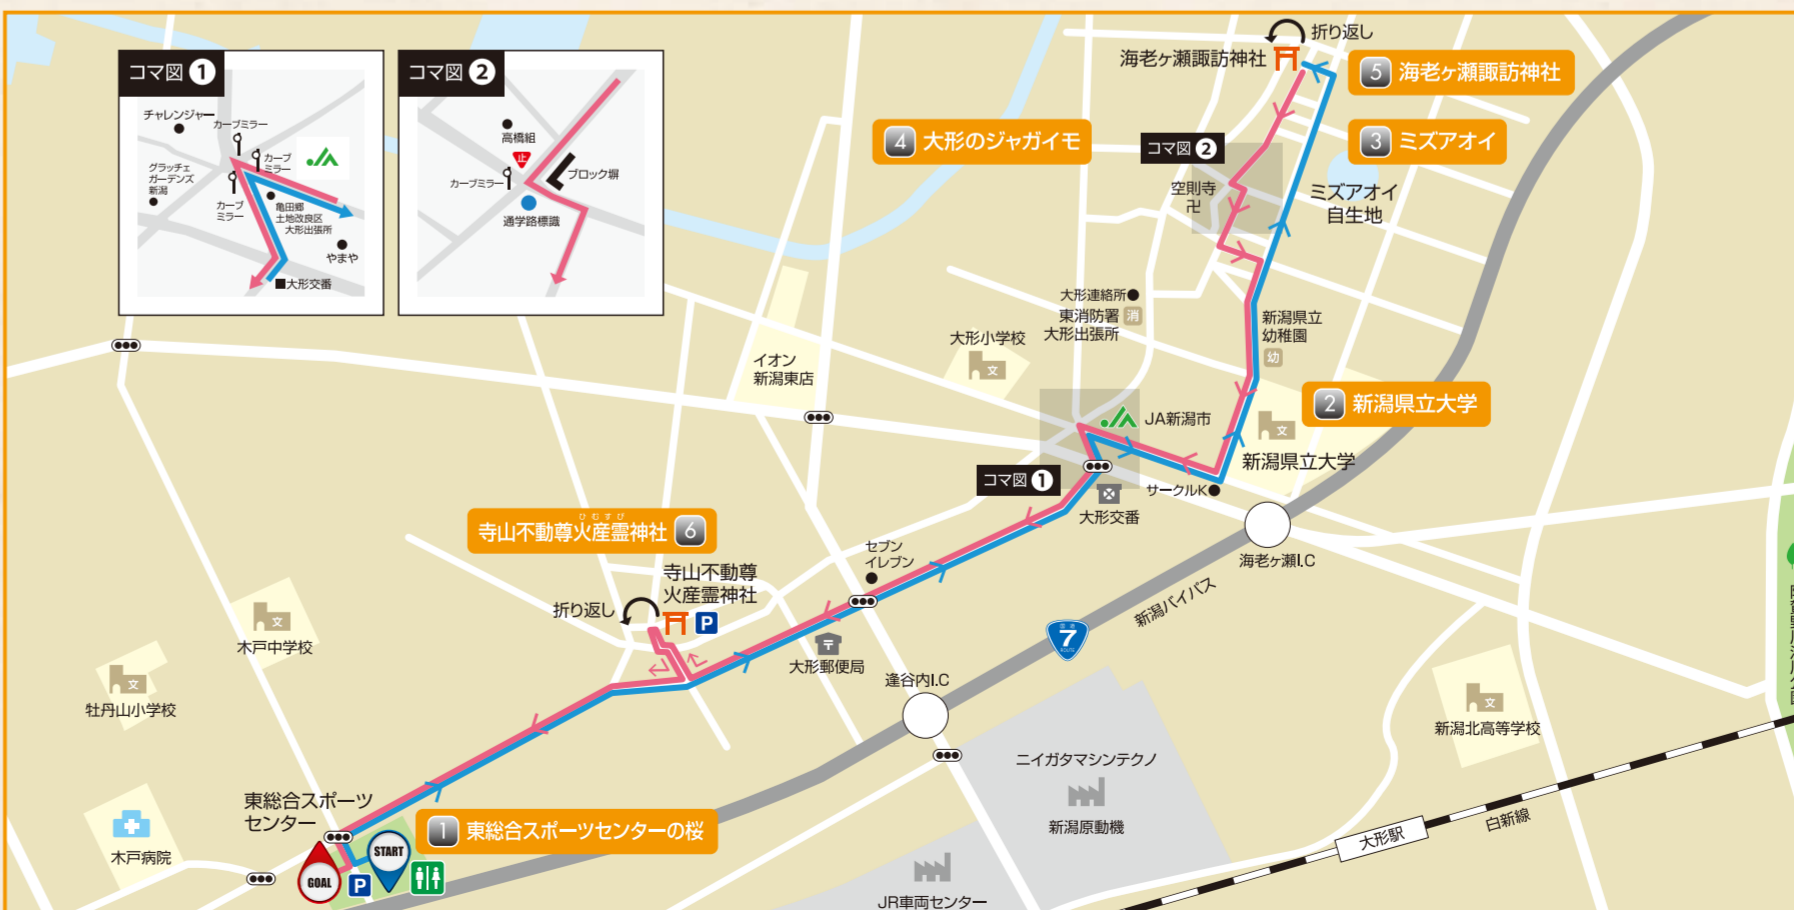 コマ図 1
チャレンジャー
カーブミラー
カーブ
ミラー
グラッチェ
ガーデンズ
新潟
カーブ
ミラー
亀田郷
土地改良区
大形出張所
やまや
大形交番
コマ図 2
高橋組
止
カーブミラー
ブロック塀
通学路標識
折り返し
海老ヶ瀬諏訪神社
5 海老ヶ瀬諏訪神社
4 大形のジャガイモ
3 ミズアオイ
コマ図 2
空則寺
卍
ミズアオイ
自生地
大形連絡所
東消防署 消
大形出張所
新潟県立
幼稚園
幼
大形小学校
文
イオン
新潟東店
2 新潟県立大学
JA新潟市
文
新潟県立大学
コマ図 1
サークルK
大形交番
海老ヶ瀬I.C
ひむすび
寺山不動尊火産霊神社 6
セブン
イレブン
寺山不動尊
火産霊神社
折り返し
P
新潟バイパス
7
ROUTE
文
木戸中学校
〒
大形郵便局
逢谷内I.C
文
牡丹山小学校
文
新潟北高等学校
ニイガタマシンテクノ
新潟原動機
東総合スポーツ
センター
1 東総合スポーツセンターの桜
START
GOAL
P
木戸病院
大形駅
白新線
JR車両センター